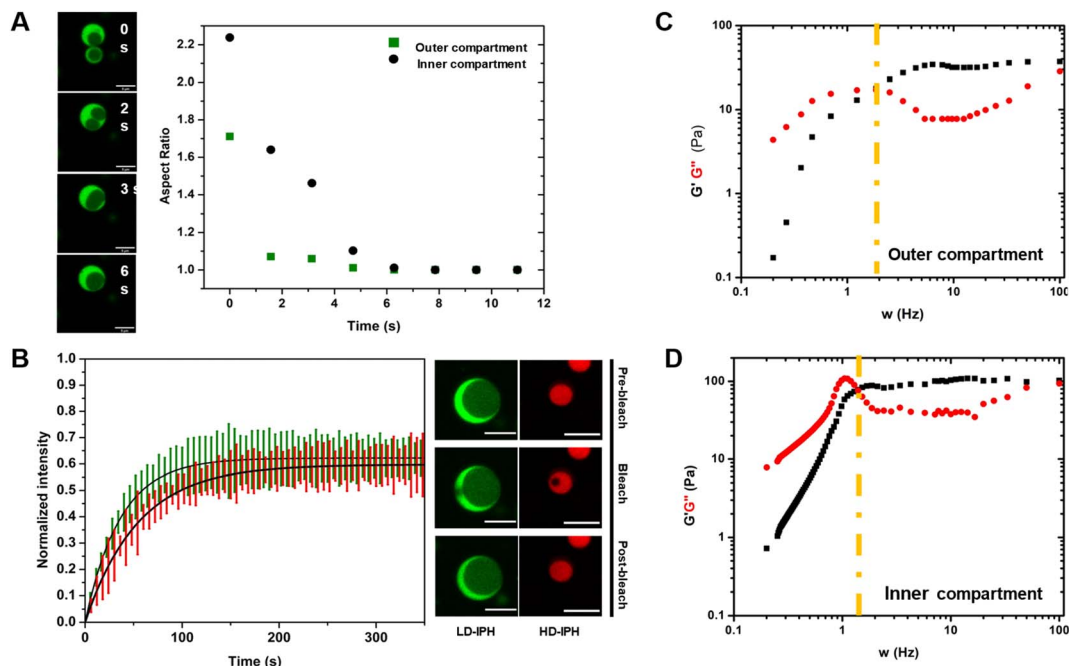 A
0
s
2
s
3 s
6
s
Aspect Ratio
2.2
2.0
1.8
1.6
1.4
1.2
1.0
Outer compartment
Inner compartment
0 2 4 6 8 10 12
Time (s)
B
Normalized intensity
1.0
0.9
0.8
0.7
0.6
0.5
0.4
0.3
0.2
0.1
0.0
0 100 200 300
Time (s)
Pre-bleach
Bleach
Post-bleach
LD-IPH HD-IPH
C
G' G'' (Pa)
100
10
1
0.1
Outer compartment
0.1 1 10 100
w (Hz)
D
G'G'' (Pa)
100
10
1
0.1
Inner compartment
0.1 1 10 100
w (Hz)